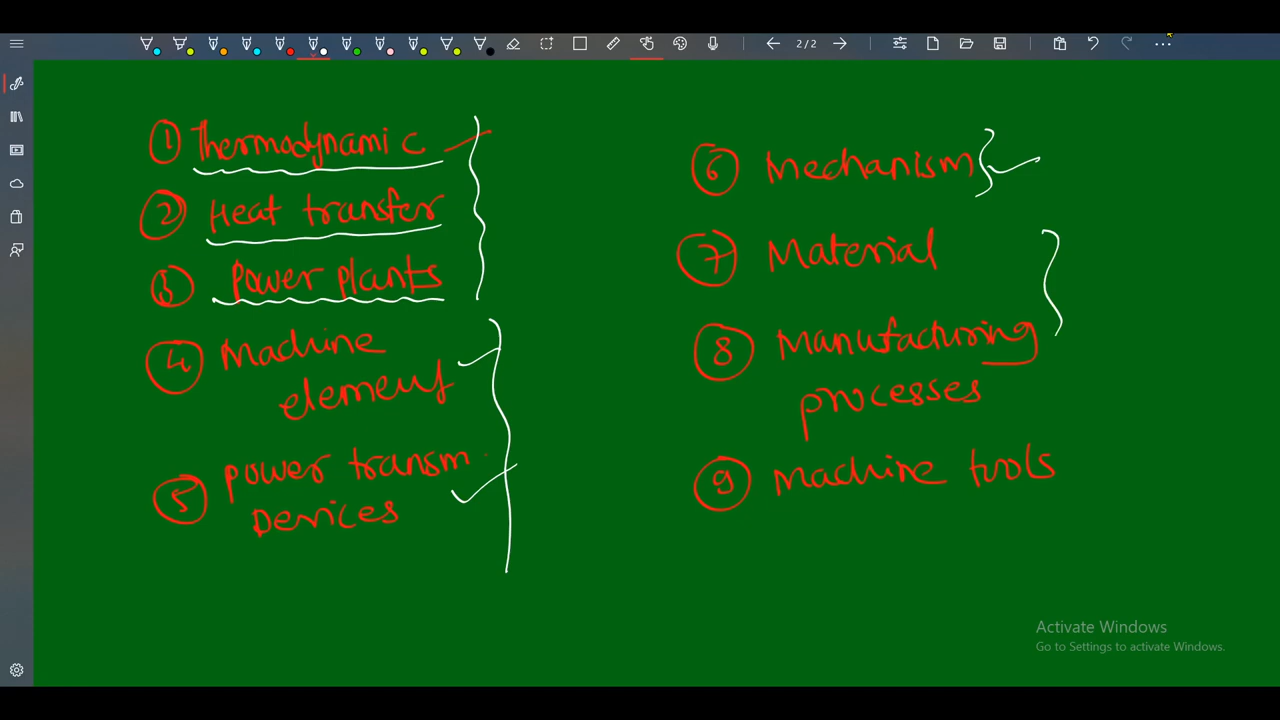 2/2
① Thermodynamic
② Heat transfer
③ Power plants
④ Machine
element
⑤ power transm.
Devices
⑥ Mechanism
⑦ Material
⑧ Manufacturing
processes
⑨ Machine tools
Activate Windows
Go to Settings to activate Windows.